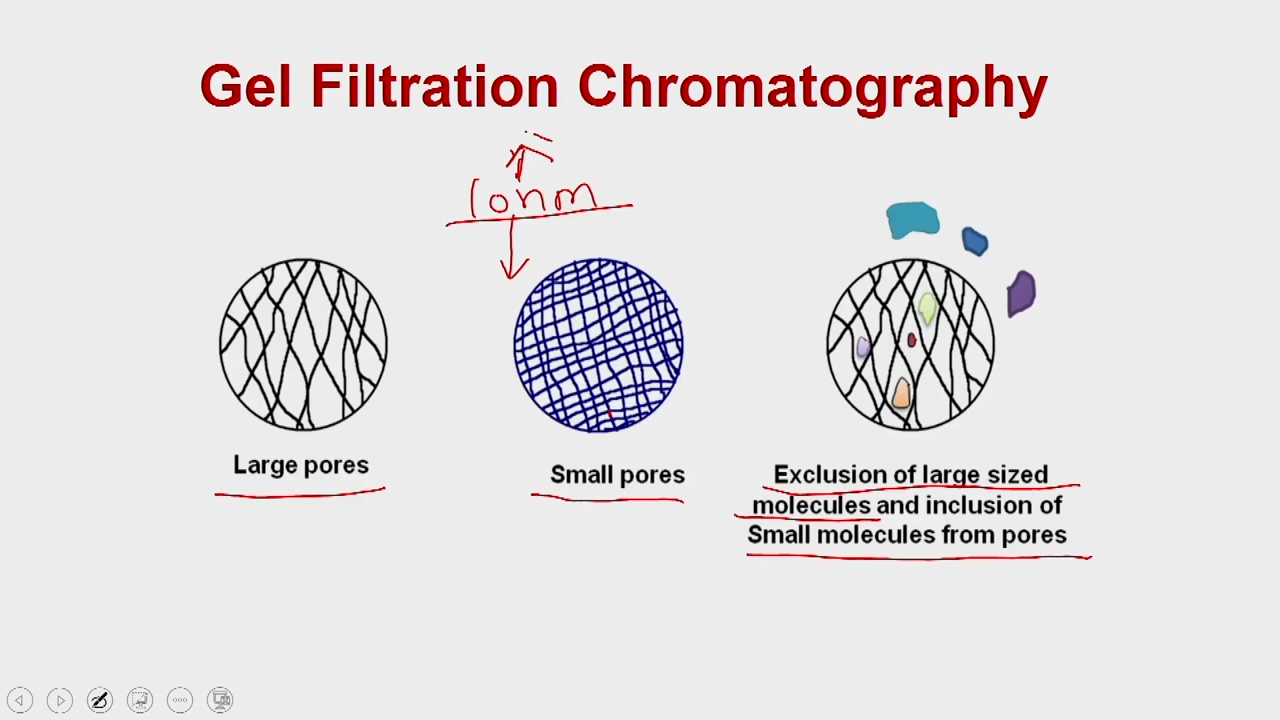 Gel Filtration Chromatography
10nm
Large pores
Small pores
Exclusion of large sized
molecules and inclusion of
Small molecules from pores